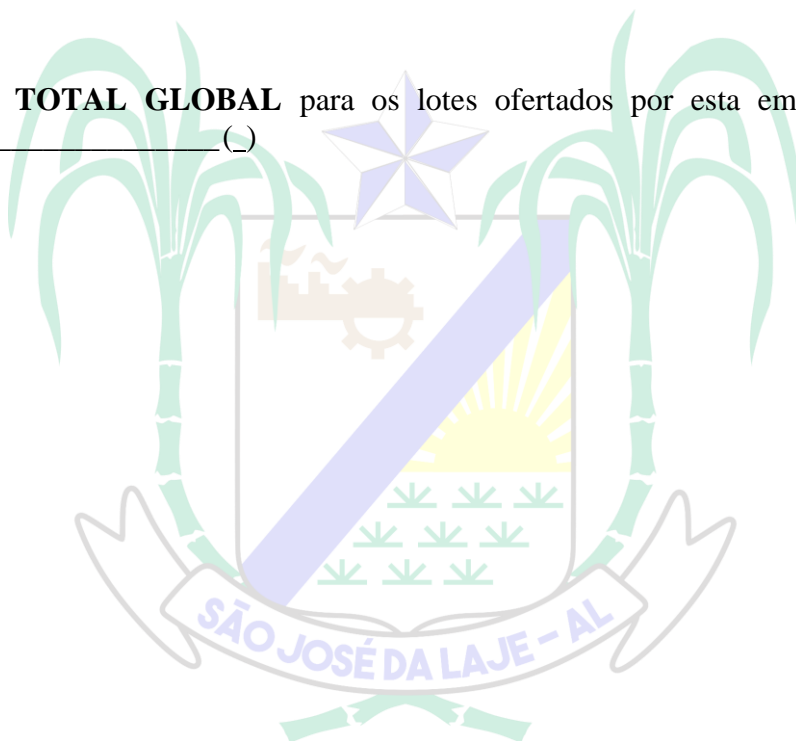 TOTAL GLOBAL para os lotes ofertados por esta em
_______________(_)
SÃO JOSÉ DA LAJE - AL